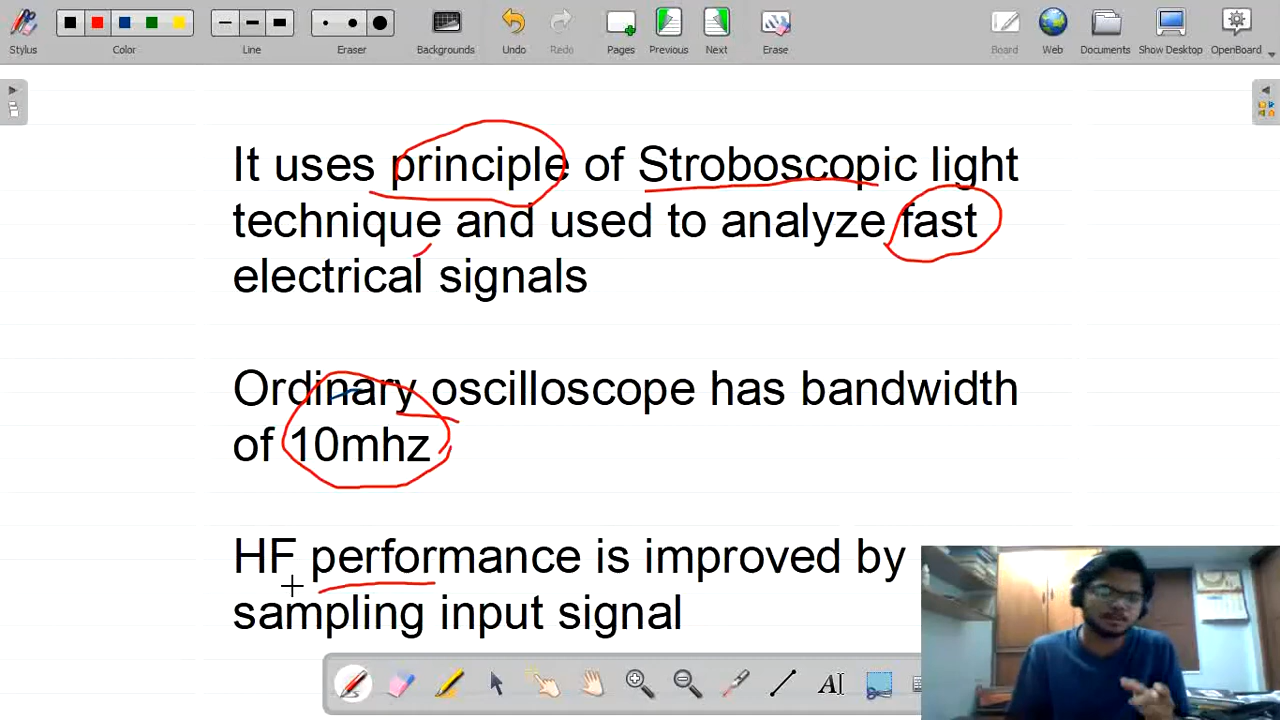 Stylus Color Line Eraser Backgrounds Undo Redo Pages Previous Next Erase Board Web Documents Show Desktop OpenBoard
It uses principle of Stroboscopic light
technique and used to analyze fast
electrical signals
Ordinary oscilloscope has bandwidth
of 10mhz
HF performance is improved by
sampling input signal
AI